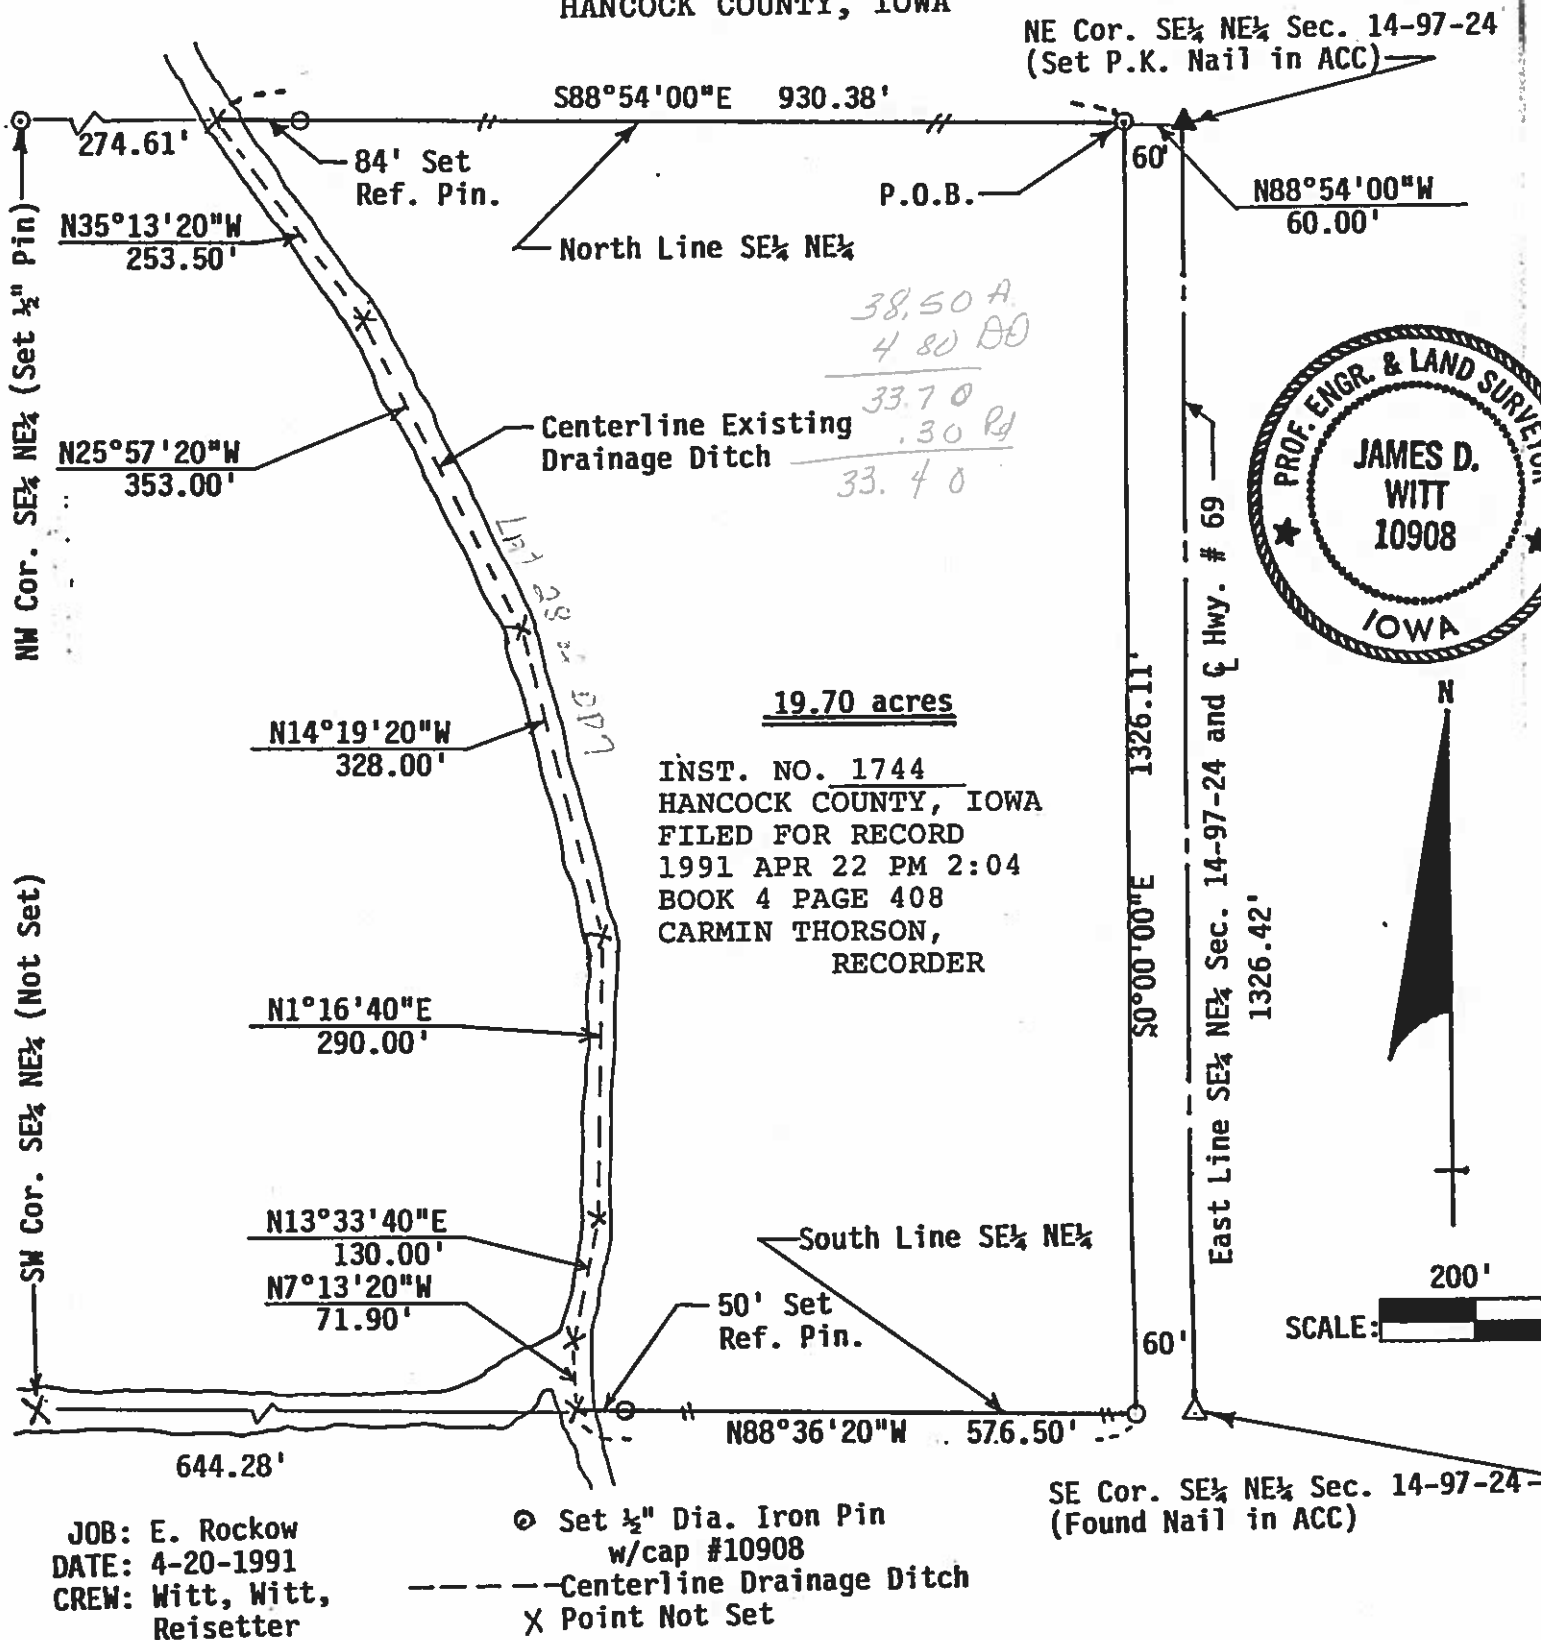 HANCOCK COUNTY, IOWA
NE Cor. SE¼ NE¼ Sec. 14-97-24
(Set P.K. Nail in ACC)
S88°54'00"E 930.38'
274.61'
84' Set
Ref. Pin.
60'
P.O.B.
N88°54'00"W
60.00'
N35°13'20"W
253.50'
North Line SE¼ NE¼
NW Cor. SE¼ NE¼ (Set ½" Pin)
38.50 A
4 80 DD
33.70
.30 Rd
33.40
PROF. ENGR. & LAND SURVEYOR
JAMES D.
WITT
10908
IOWA
Centerline Existing
Drainage Ditch
N25°57'20"W
353.00'
Lat 28
N14°19'20"W
328.00'
19.70 acres
INST. NO. 1744
HANCOCK COUNTY, IOWA
FILED FOR RECORD
1991 APR 22 PM 2:04
BOOK 4 PAGE 408
CARMIN THORSON,
RECORDER
S0°00'00"E 1326.11'
East Line SE¼ NE¼ Sec. 14-97-24 and ℄ Hwy. # 69
1326.42'
N
SW Cor. SE¼ NE¼ (Not Set)
N1°16'40"E
290.00'
N13°33'40"E
130.00'
N7°13'20"W
71.90'
South Line SE¼ NE¼
50' Set
Ref. Pin.
60'
200'
SCALE:
N88°36'20"W 576.50'
644.28'
SE Cor. SE¼ NE¼ Sec. 14-97-24
(Found Nail in ACC)
JOB: E. Rockow
DATE: 4-20-1991
CREW: Witt, Witt,
Reisetter
Set ½" Dia. Iron Pin
w/cap #10908
Centerline Drainage Ditch
X Point Not Set